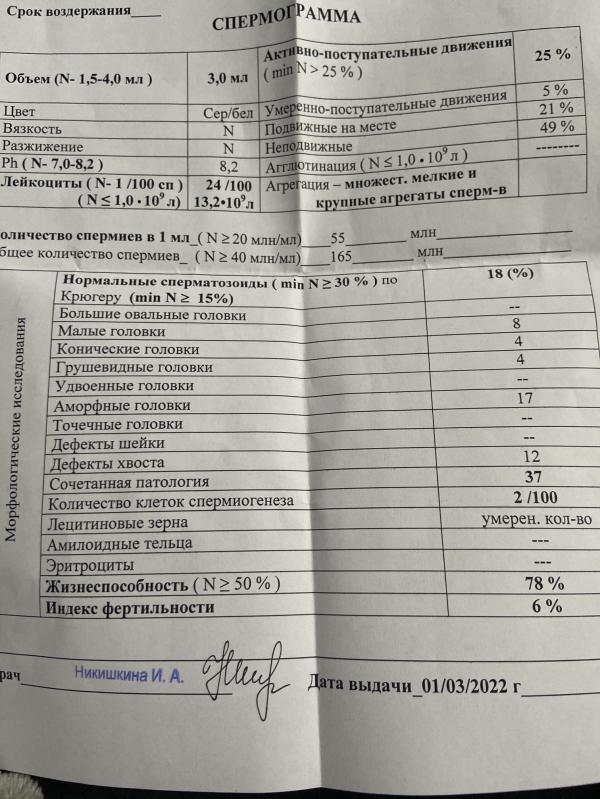 Срок воздержания____
СПЕРМОГРАММА
Объем (N- 1,5-4,0 мл ) 3,0 мл
Активно-поступательные движения ( min N > 25 % ) 25 %
Умеренно-поступательные движения 5 %
Цвет Сер/бел
Подвижные на месте 21 %
Вязкость N
Неподвижные 49 %
Разжижение N
Агглютинация ( N ≤ 1,0 • 10⁹ л ) --------
Ph ( N- 7,0-8,2 ) 8,2
Лейкоциты ( N- 1 /100 сп ) 24 /100
( N ≤ 1,0 • 10⁹ л) 13,2•10⁹л
Агрегация – множест. мелкие и
крупные агрегаты сперм-в
оличество спермиев в 1 мл_( N ≥ 20 млн/мл)____55______ млн
бщее количество спермиев_ ( N ≥ 40 млн/мл)____165______ млн
Морфологические исследования
Нормальные сперматозоиды ( min N ≥ 30 % ) по 18 (%)
Крюгеру (min N ≥ 15%)
Большие овальные головки --
Малые головки 8
Конические головки 4
Грушевидные головки 4
Удвоенные головки --
Аморфные головки 17
Точечные головки --
Дефекты шейки --
Дефекты хвоста 12
Сочетанная патология 37
Количество клеток спермиогенеза 2 /100
Лецитиновые зерна умерен. кол-во
Амилоидные тельца ---
Эритроциты ---
Жизнеспособность ( N ≥ 50 % ) 78 %
Индекс фертильности 6 %
рач Никишкина И. А.
Дата выдачи_01/03/2022 г